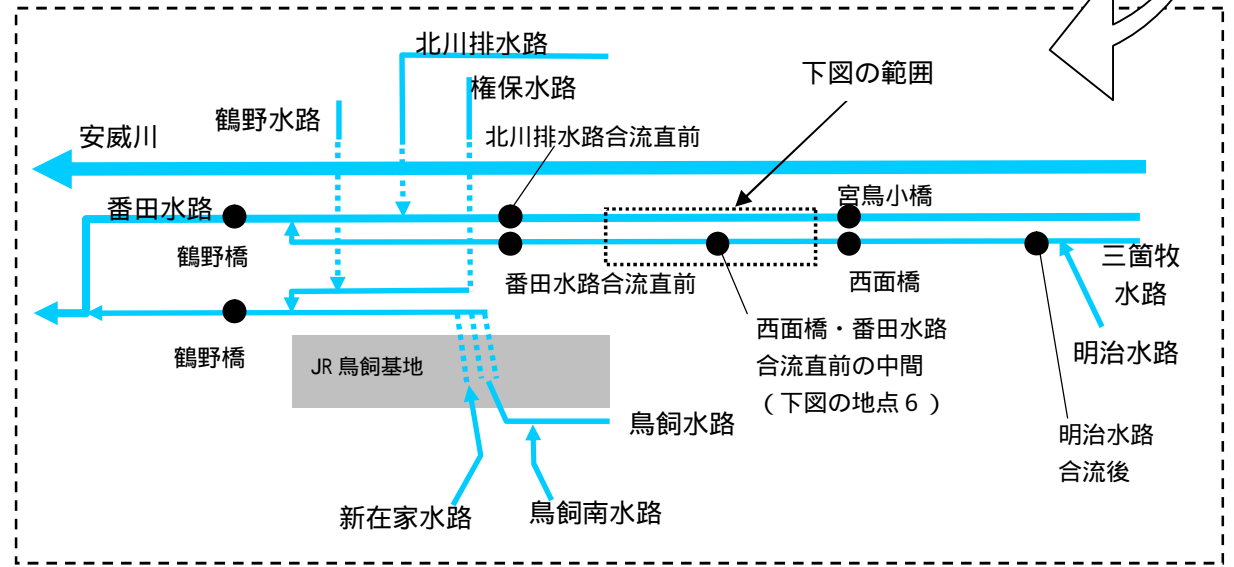 北川排水路
下図の範囲
権保水路
鶴野水路
安威川
北川排水路合流直前
宮鳥小橋
番田水路
鶴野橋
番田水路合流直前
西面橋
三箇牧
水路
西面橋・番田水路
合流直前の中間
（下図の地点６）
明治水路
鶴野橋
JR 鳥飼基地
鳥飼水路
明治水路
合流後
新在家水路
鳥飼南水路